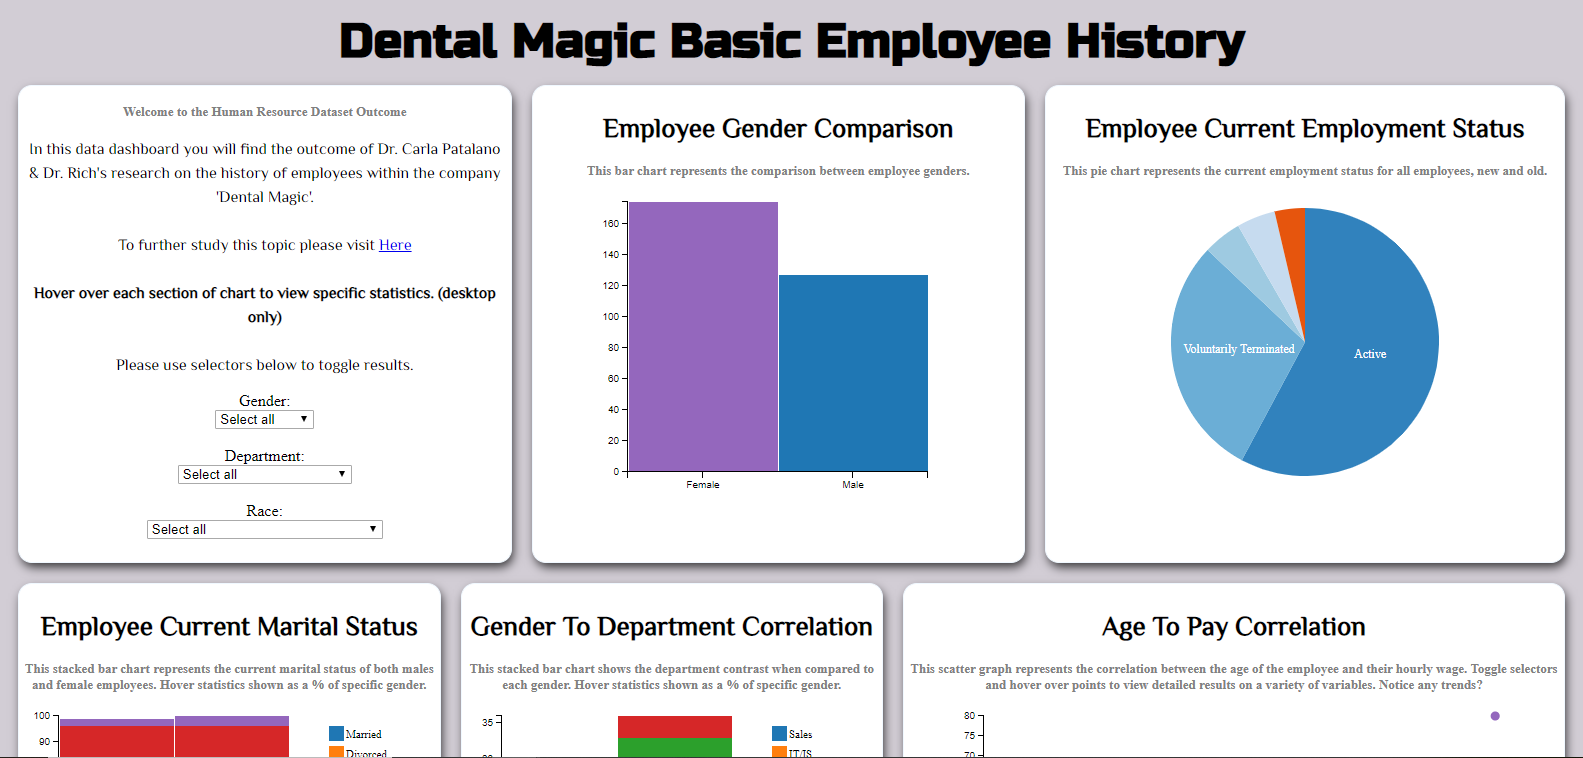 Dental Magic Basic Employee History
Welcome to the Human Resource Dataset Outcome
In this data dashboard you will find the outcome of Dr. Carla Patalano
& Dr. Rich's research on the history of employees within the company
'Dental Magic'.
To further study this topic please visit Here
Hover over each section of chart to view specific statistics. (desktop
only)
Please use selectors below to toggle results.
Gender:
Select all
Department:
Select all
Race:
Select all
Employee Gender Comparison
This bar chart represents the comparison between employee genders.
160
140
120
100
80
60
40
20
0
Female Male
Employee Current Employment Status
This pie chart represents the current employment status for all employees, new and old.
Voluntarily Terminated
Active
Employee Current Marital Status
This stacked bar chart represents the current marital status of both males
and female employees. Hover statistics shown as a % of specific gender.
100
90
Married
Divorced
Gender To Department Correlation
This stacked bar chart shows the department contrast when compared to
each gender. Hover statistics shown as a % of specific gender.
35
Sales
IT/IS
Age To Pay Correlation
This scatter graph represents the correlation between the age of the employee and their hourly wage. Toggle selectors
and hover over points to view detailed results on a variety of variables. Notice any trends?
80
75
70